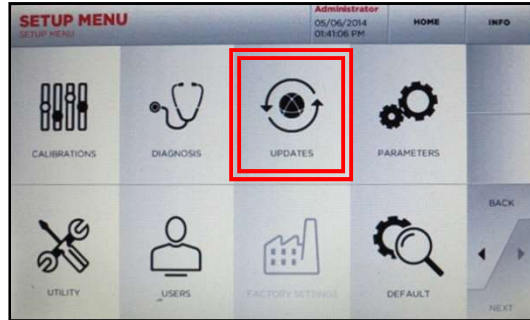 SETUP MENU
SETUP MENU
Administrator
05/06/2014
01:41:06 PM
HOME
INFO
CALIBRATIONS
DIAGNOSIS
UPDATES
PARAMETERS
BACK
UTILITY
USERS
FACTORY SETTINGS
DEFAULT
NEXT